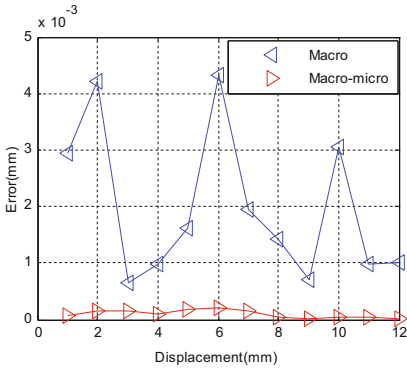 x 10⁻³
5
4
3
2
1
0
Error(mm)
Macro
Macro-micro
0 2 4 6 8 10 12
Displacement(mm)